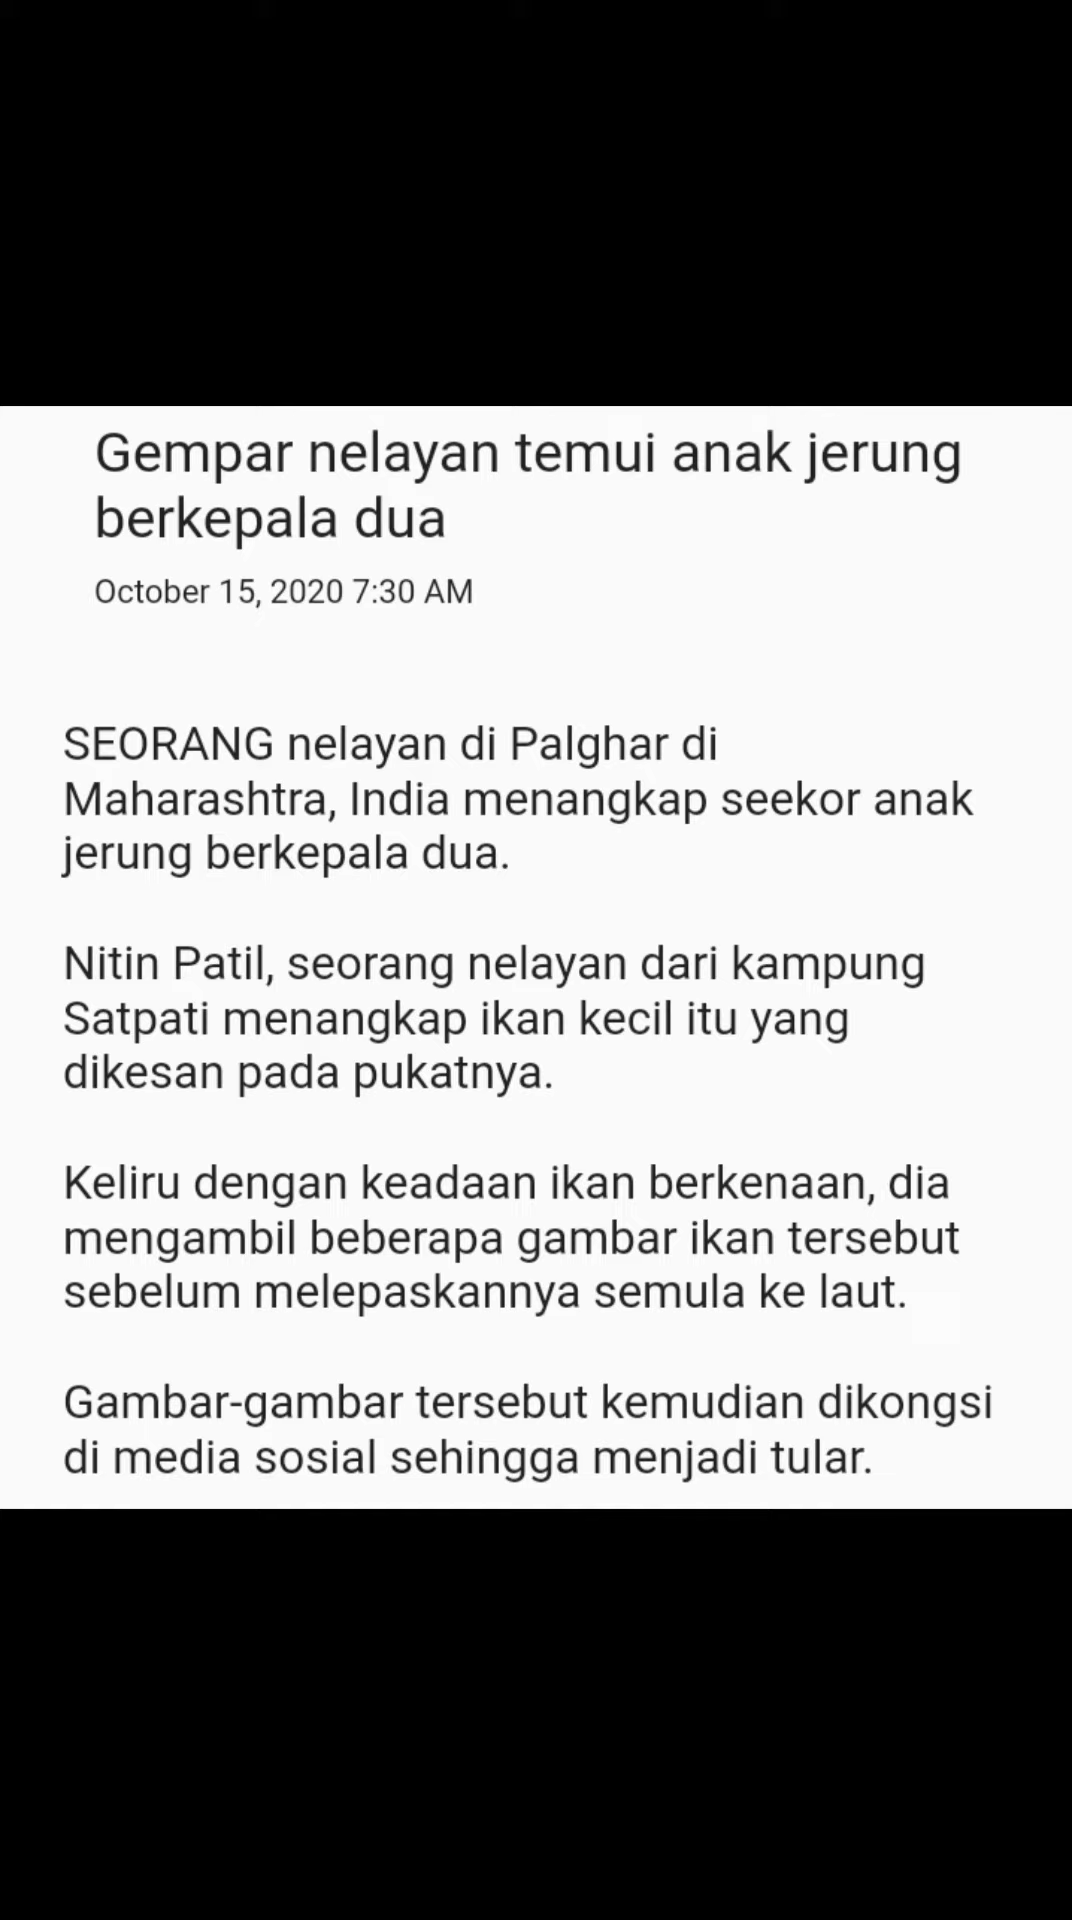 Gempar nelayan temui anak jerung
berkepala dua
October 15, 2020 7:30 AM
SEORANG nelayan di Palghar di
Maharashtra, India menangkap seekor anak
jerung berkepala dua.
Nitin Patil, seorang nelayan dari kampung
Satpati menangkap ikan kecil itu yang
dikesan pada pukatnya.
Keliru dengan keadaan ikan berkenaan, dia
mengambil beberapa gambar ikan tersebut
sebelum melepaskannya semula ke laut.
Gambar-gambar tersebut kemudian dikongsi
di media sosial sehingga menjadi tular.